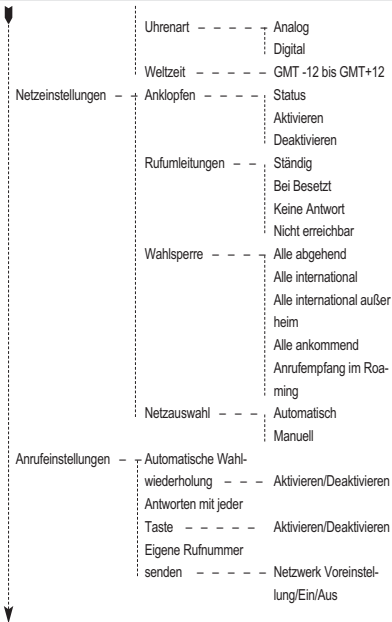 Uhrenart – – – – – Analog
Digital
Weltzeit – – – – – GMT -12 bis GMT+12
Netzeinstellungen – – Anklopfen – – – – Status
Aktivieren
Deaktivieren
Rufumleitungen – – Ständig
Bei Besetzt
Keine Antwort
Nicht erreichbar
Wahlsperre – – – – Alle abgehend
Alle international
Alle international außer
heim
Alle ankommend
Anrufempfang im Roa-
ming
Netzauswahl – – – Automatisch
Manuell
Anrufeinstellungen – – Automatische Wahl-
wiederholung – – – Aktivieren/Deaktivieren
Antworten mit jeder
Taste – – – – – Aktivieren/Deaktivieren
Eigene Rufnummer
senden – – – – – Netzwerk Voreinstel-
lung/Ein/Aus